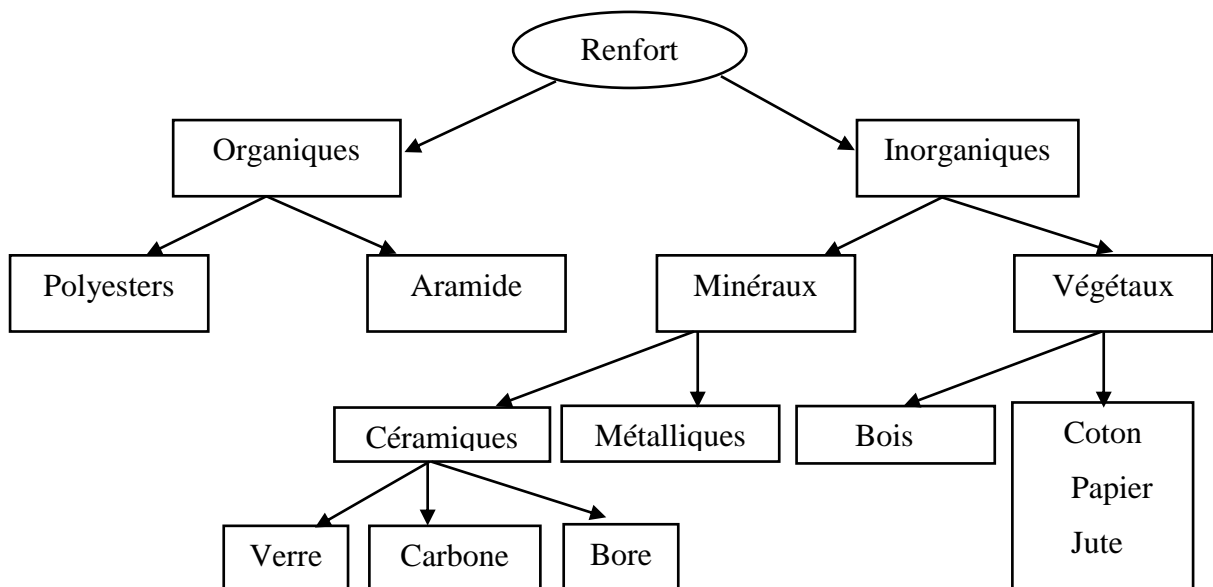 Renfort
Organiques
Inorganiques
Polyesters
Aramide
Minéraux
Végétaux
Céramiques
Métalliques
Bois
Coton
Papier
Jute
Verre
Carbone
Bore